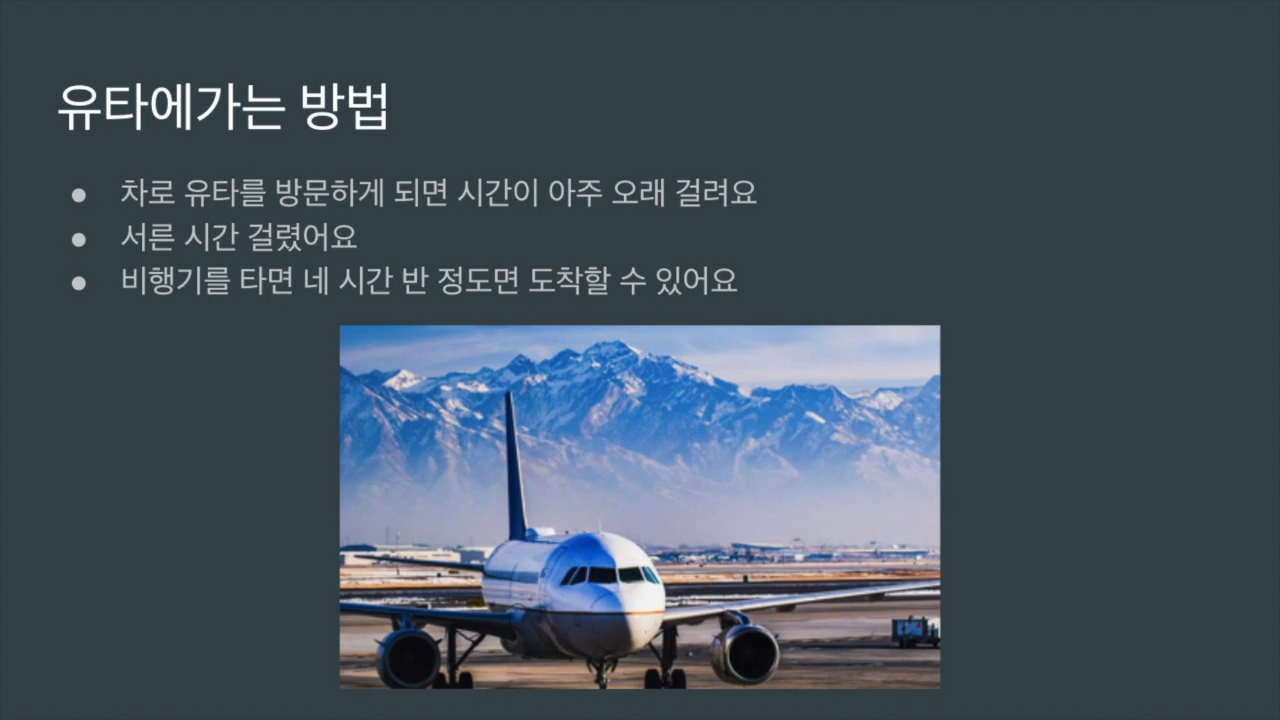 유타에가는 방법
● 차로 유타를 방문하게 되면 시간이 아주 오래 걸려요
● 서른 시간 걸렸어요
● 비행기를 타면 네 시간 반 정도면 도착할 수 있어요